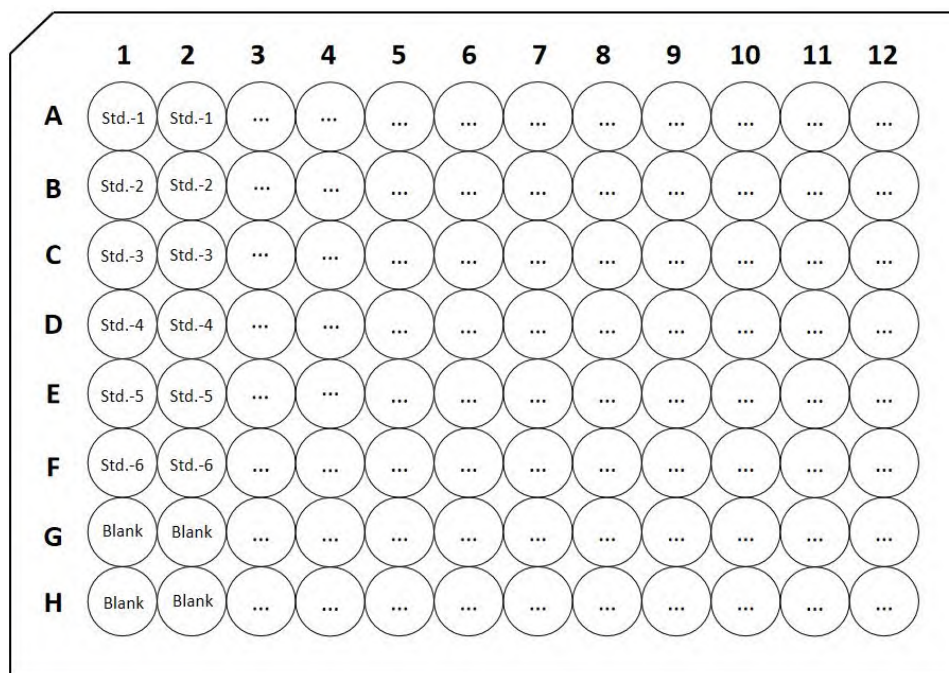 1 2 3 4 5 6 7 8 9 10 11 12
A Std.-1 Std.-1 ... ... ... ... ... ... ... ... ... ...
B Std.-2 Std.-2 ... ... ... ... ... ... ... ... ... ...
C Std.-3 Std.-3 ... ... ... ... ... ... ... ... ... ...
D Std.-4 Std.-4 ... ... ... ... ... ... ... ... ... ...
E Std.-5 Std.-5 ... ... ... ... ... ... ... ... ... ...
F Std.-6 Std.-6 ... ... ... ... ... ... ... ... ... ...
G Blank Blank ... ... ... ... ... ... ... ... ... ...
H Blank Blank ... ... ... ... ... ... ... ... ... ...